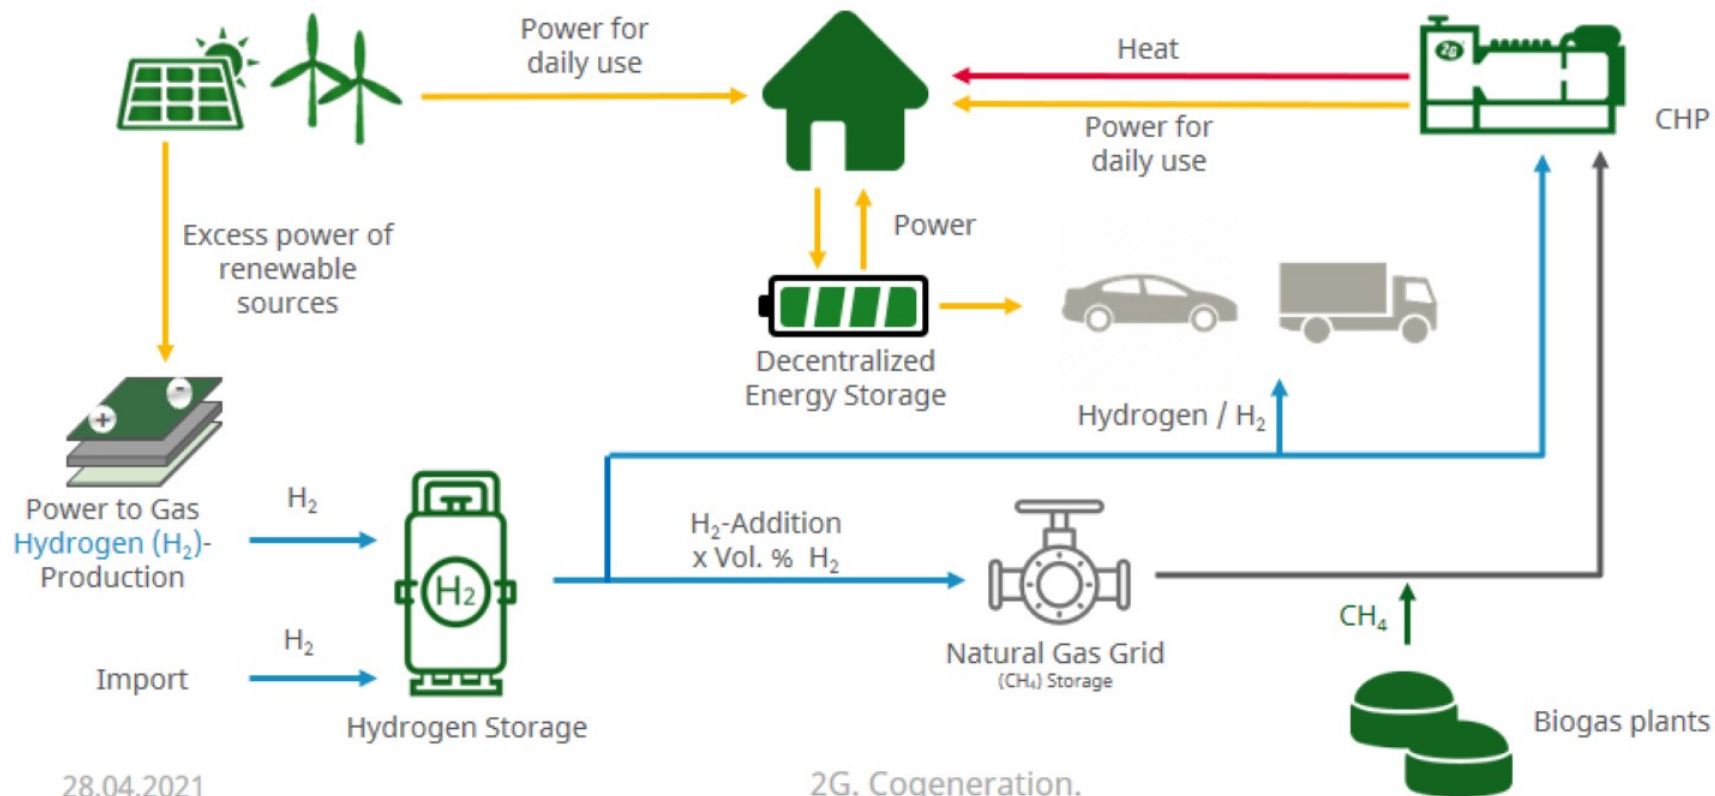 Power for
daily use
Heat
2G
Power for
daily use
CHP
Excess power of
renewable
sources
Power
Decentralized
Energy Storage
Hydrogen / H₂
+
-
Power to Gas
Hydrogen (H₂)-
Production
H₂
H₂-Addition
x Vol. % H₂
H₂
CH₄
Import
H₂
Natural Gas Grid
(CH₄) Storage
Hydrogen Storage
Biogas plants
28.04.2021
2G. Cogeneration.